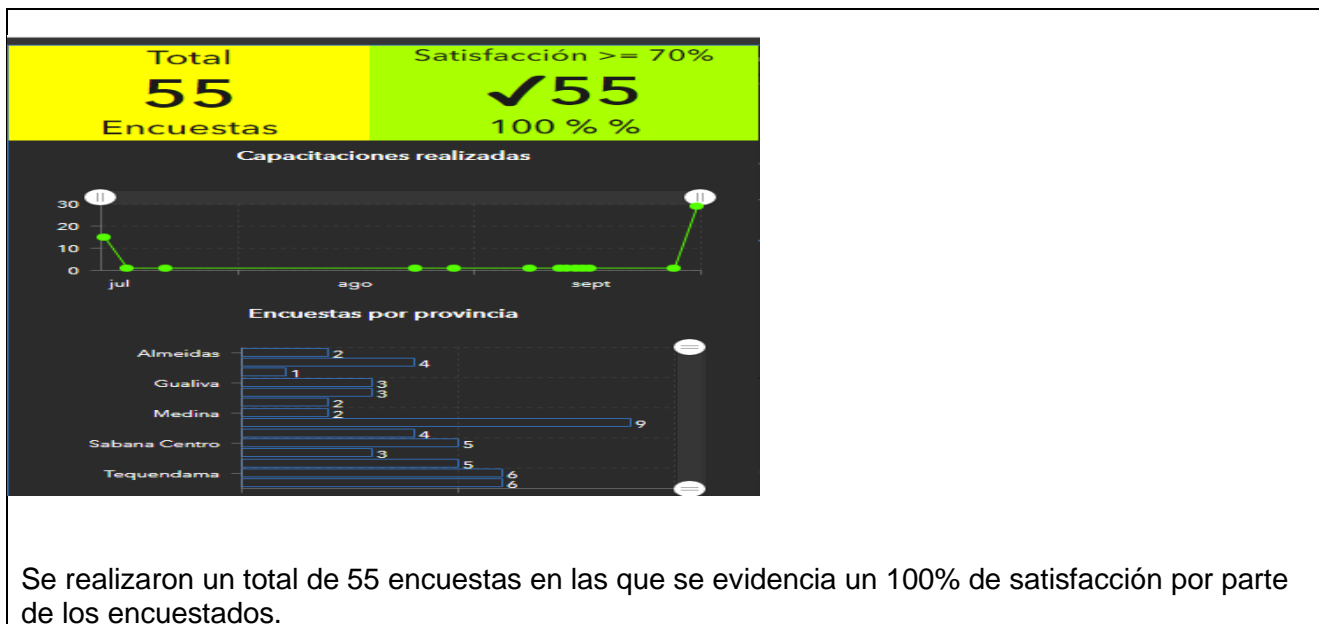 Total
55
Encuestas
Satisfacción >= 70%
✓55
100 % %
Capacitaciones realizadas
30
20
10
0
jul ago sept
Encuestas por provincia
Almeidas 2
4
1
Gualiva 3
3
2
Medina 2
9
4
Sabana Centro 5
3
5
Tequendama 6
6
Se realizaron un total de 55 encuestas en las que se evidencia un 100% de satisfacción por parte
de los encuestados.